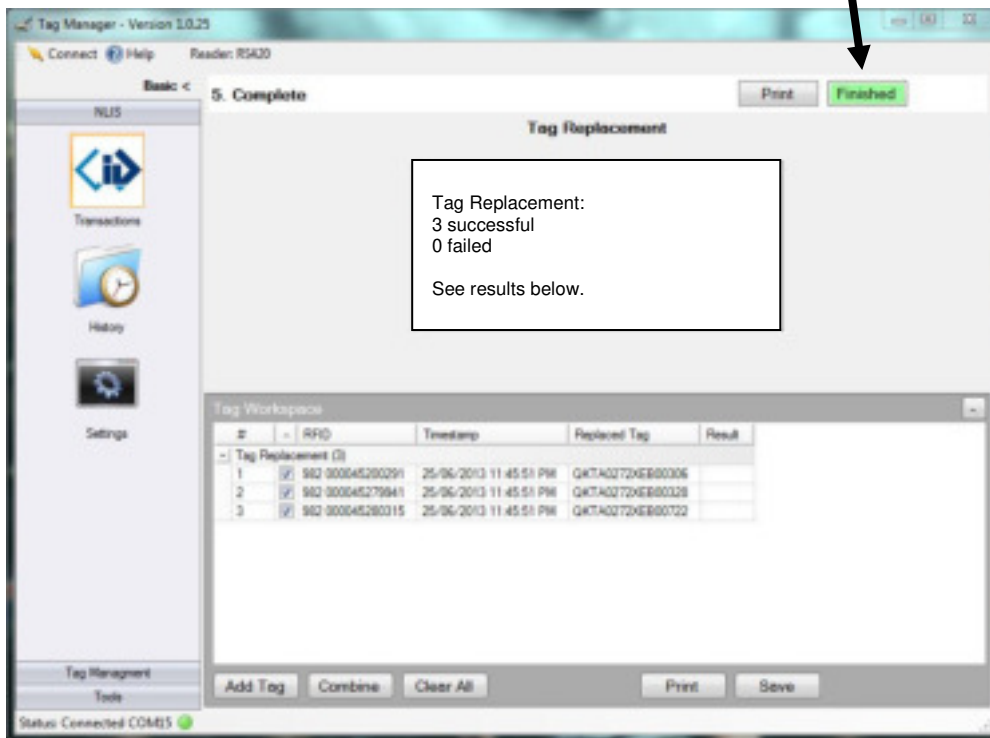 Tag Manager - Version 1.0.25
Connect Help Reader: RS420
Basic <
NLIS
Transactions
History
Settings
Tag Managment
Tools
5. Complete Print Finished
Tag Replacement
Tag Replacement:
3 successful
0 failed
See results below.
Tag Workspace
# - RFID Timestamp Replaced Tag Result
- Tag Replacement (3)
1 982 000045200291 25/06/2013 11:45:51 PM QKTA0272XEB00306
2 982 000045279841 25/06/2013 11:45:51 PM QKTA0272XEB00328
3 982 000045280315 25/06/2013 11:45:51 PM QKTA0272XEB00722
Add Tag Combine Clear All Print Save
Status: Connected COM15